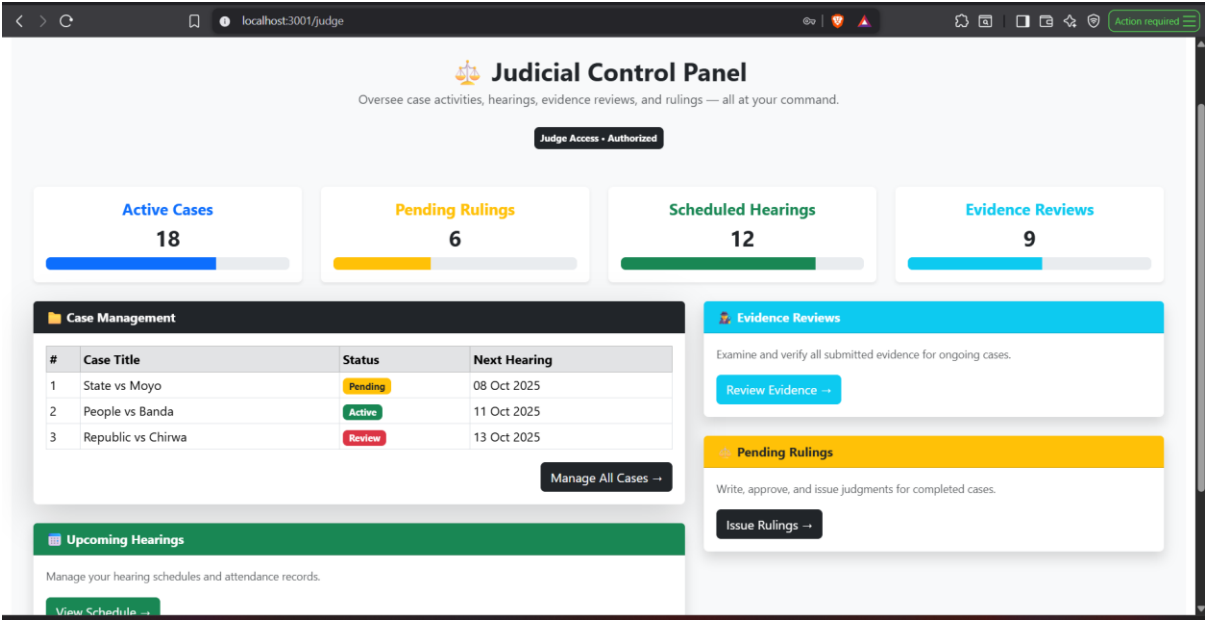 localhost:3001/judge
Action required
Judicial Control Panel
Oversee case activities, hearings, evidence reviews, and rulings — all at your command.
Judge Access • Authorized
Active Cases
18
Pending Rulings
6
Scheduled Hearings
12
Evidence Reviews
9
Case Management
# Case Title Status Next Hearing
1 State vs Moyo Pending 08 Oct 2025
2 People vs Banda Active 11 Oct 2025
3 Republic vs Chirwa Review 13 Oct 2025
Manage All Cases →
Upcoming Hearings
Manage your hearing schedules and attendance records.
View Schedule →
Evidence Reviews
Examine and verify all submitted evidence for ongoing cases.
Review Evidence →
Pending Rulings
Write, approve, and issue judgments for completed cases.
Issue Rulings →